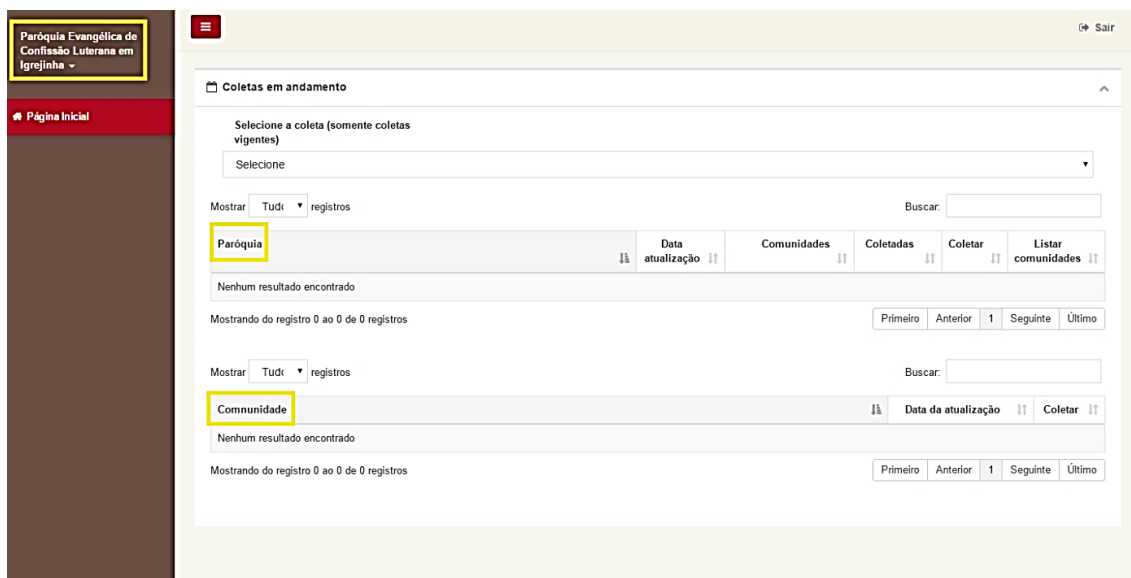 Paróquia Evangélica de
Confissão Luterana em
Igrejinha
Página Inicial
Sair
Coletas em andamento
Selecione a coleta (somente coletas
vigentes)
Selecione
Mostrar Tudo registros Buscar:
Paróquia Data atualização Comunidades Coletadas Coletar Listar comunidades
Nenhum resultado encontrado
Mostrando do registro 0 ao 0 de 0 registros Primeiro Anterior 1 Seguinte Último
Mostrar Tudo registros Buscar:
Comnunidade Data da atualização Coletar
Nenhum resultado encontrado
Mostrando do registro 0 ao 0 de 0 registros Primeiro Anterior 1 Seguinte Último